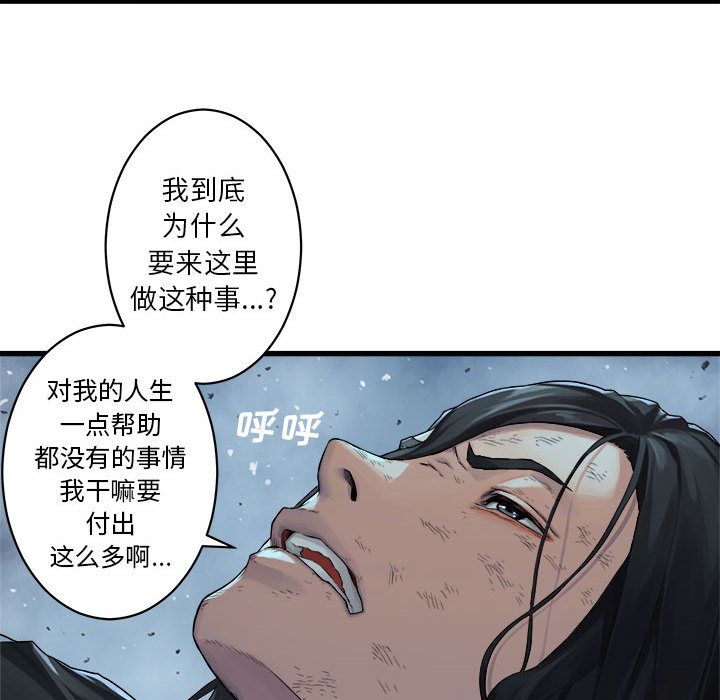 我到底
为什么
要来这里
做这种事...?
对我的人生
一点帮助
都没有的事情
我干嘛要
付出
这么多啊...
呼呼